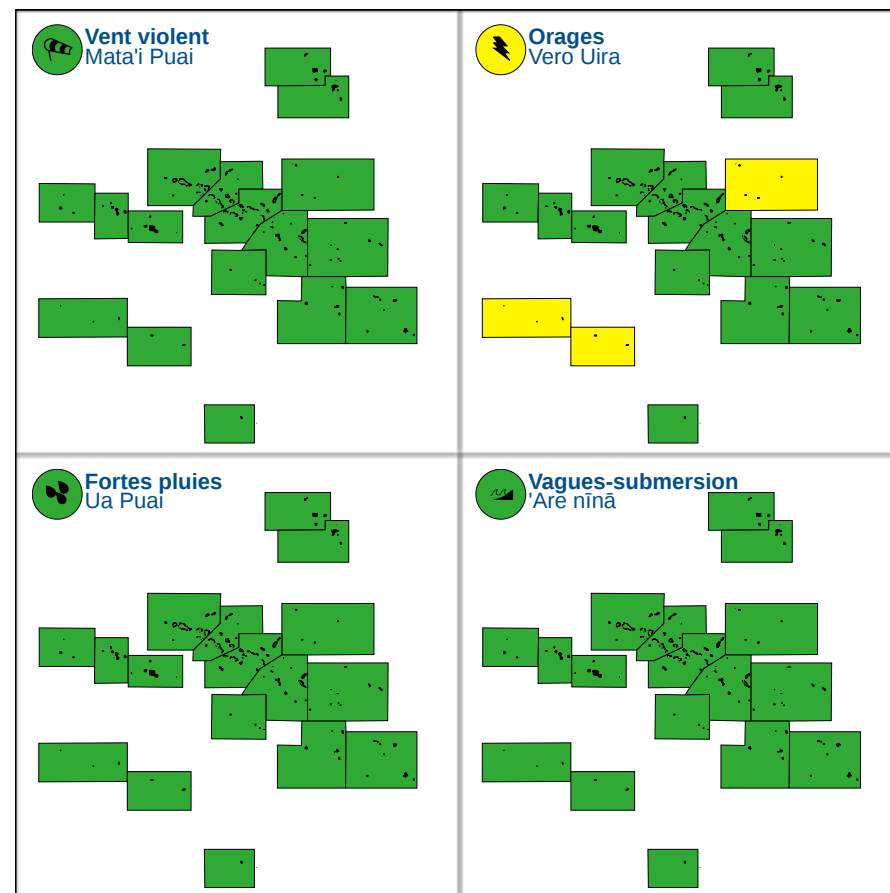 Vent violent
Mata'i Puai
Orages
Vero Uira
Fortes pluies
Ua Puai
Vagues-submersion
'Are nīnā